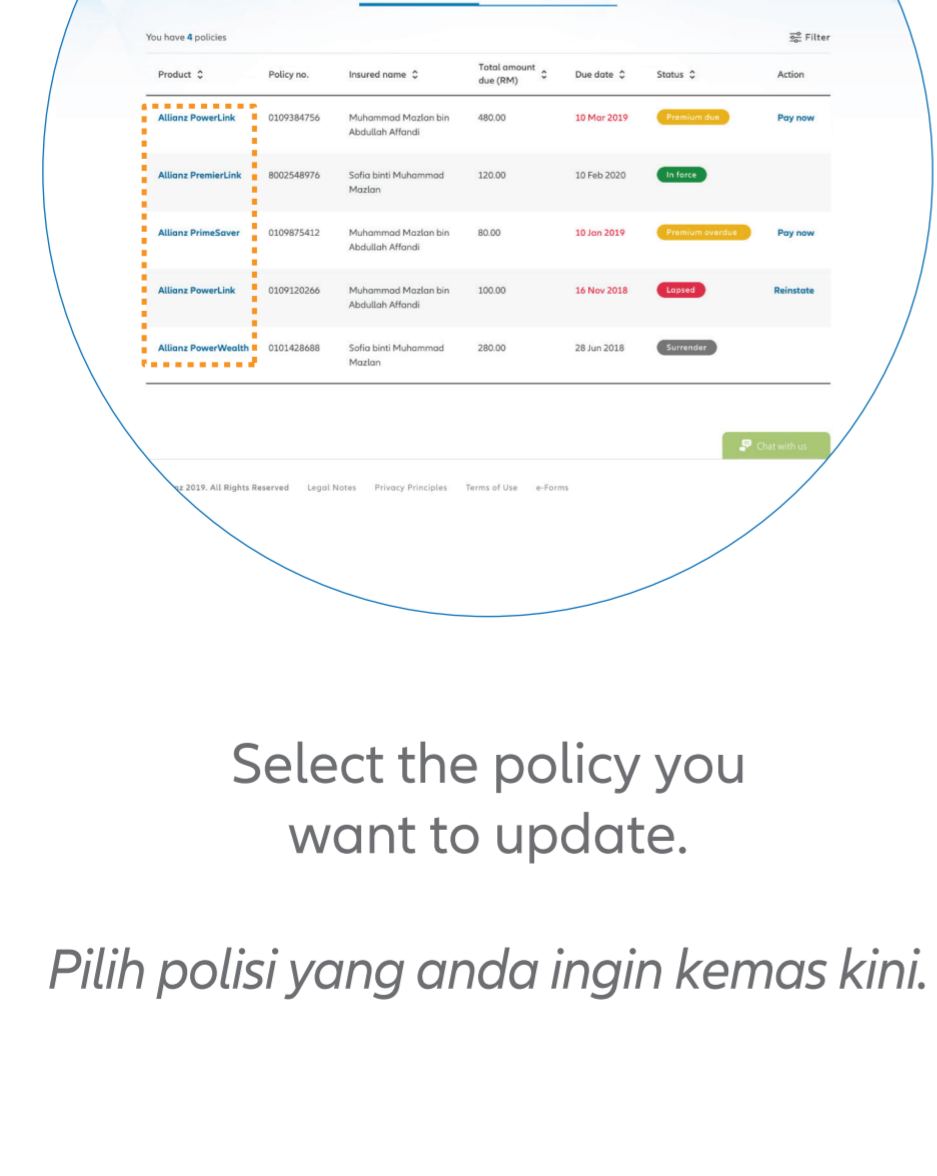 You have 4 policies
Filter
Product Policy no. Insured name Total amount due (RM) Due date Status Action
Allianz PowerLink 0109384756 Muhammad Mazlan bin Abdullah Affandi 480.00 10 Mar 2019 Premium due Pay now
Allianz PremierLink 8002548976 Sofia binti Muhammad Mazlan 120.00 10 Feb 2020 In force
Allianz PrimeSaver 0109875412 Muhammad Mazlan bin Abdullah Affandi 80.00 10 Jan 2019 Premium overdue Pay now
Allianz PowerLink 0109120266 Muhammad Mazlan bin Abdullah Affandi 100.00 16 Nov 2018 Lapsed Reinstate
Allianz PowerWealth 0101428688 Sofia binti Muhammad Mazlan 280.00 28 Jun 2018 Surrender
Chat with us
2019. All Rights Reserved Legal Notes Privacy Principles Terms of Use e-Forms
Select the policy you
want to update.
Pilih polisi yang anda ingin kemas kini.